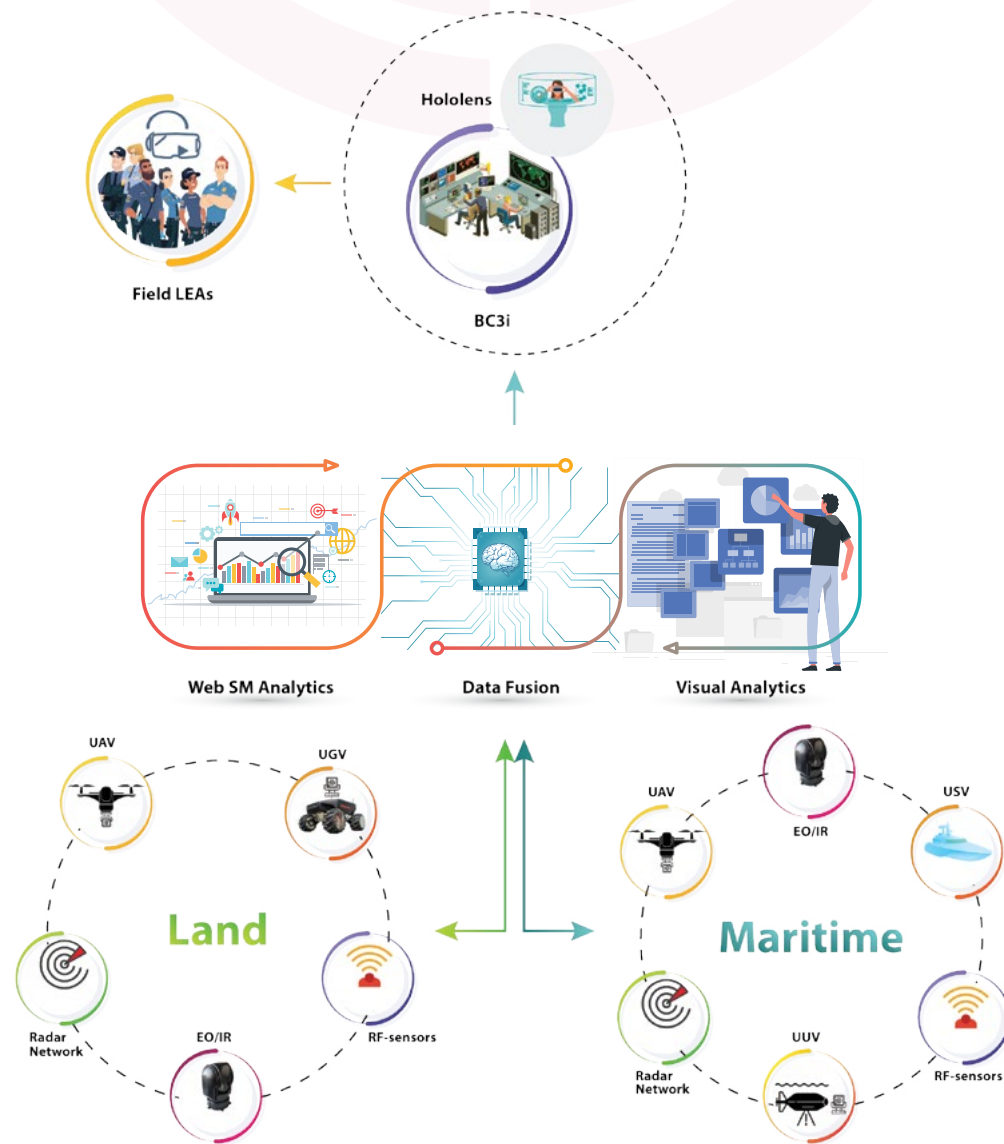 Hololens
Field LEAs
BC3i
Web SM Analytics
Data Fusion
Visual Analytics
UAV
UGV
Land
Radar
Network
EO/IR
RF-sensors
EO/IR
UAV
USV
Maritime
Radar
Network
UUV
RF-sensors